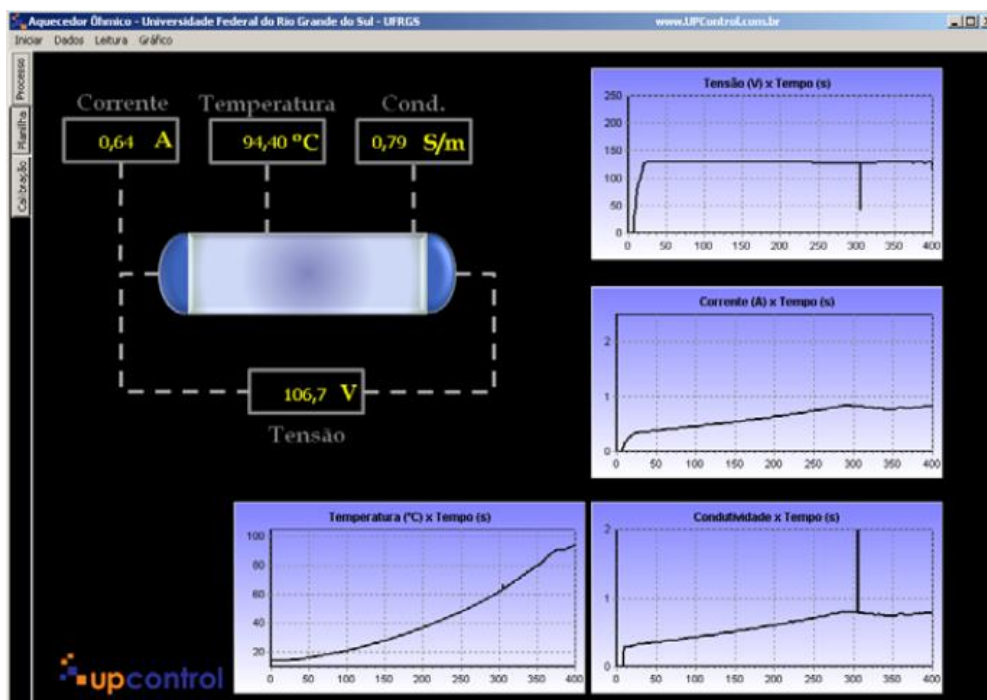 Aquecedor Ôhmico - Universidade Federal do Rio Grande do Sul - UFRGS www.UPControl.com.br
Iniciar Dados Leitura Gráfico
Processo
Planilha
Calibração
Corrente Temperatura Cond.
0,64 A 94,40 ºC 0,79 S/m
106,7 V
Tensão
Tensão (V) x Tempo (s)
250
200
150
100
50
0
0 50 100 150 200 250 300 350 400
Corrente (A) x Tempo (s)
2
1
0
0 50 100 150 200 250 300 350 400
Temperatura (ºC) x Tempo (s)
100
80
60
40
20
0 50 100 150 200 250 300 350 400
Condutividade x Tempo (s)
2
1
0
0 50 100 150 200 250 300 350 400
upcontrol